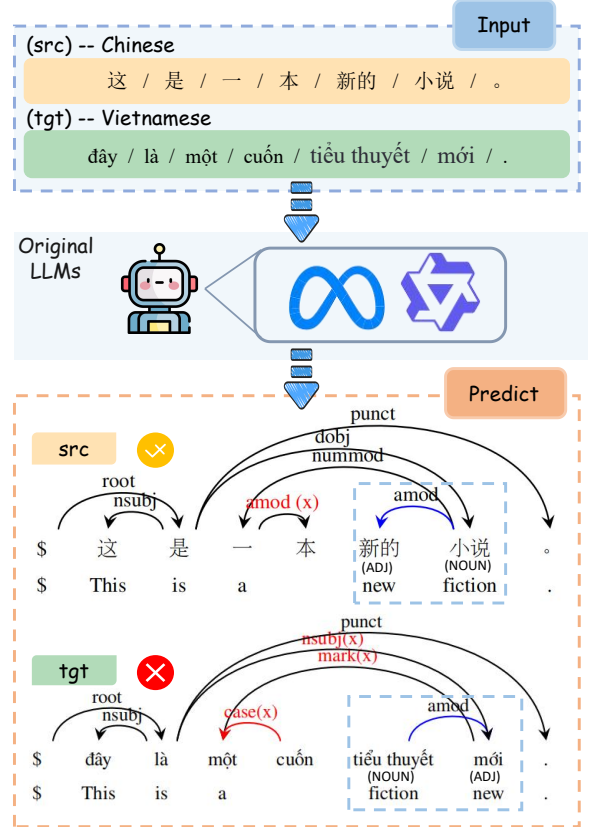 Input
(src) -- Chinese
这 / 是 / 一 / 本 / 新的 / 小说 / 。
(tgt) -- Vietnamese
đây / là / một / cuốn / tiểu thuyết / mới / .
Original
LLMs
Predict
src
punct
dobj
nummod
root
nsubj
amod (x)
amod
$ 这 是 一 本 新的 小说 。
(ADJ) (NOUN)
$ This is a new fiction .
tgt
punct
nsubj(x)
mark(x)
root
nsubj
case(x)
amod
$ đây là một cuốn tiểu thuyết mới .
(NOUN) (ADJ)
$ This is a fiction new .